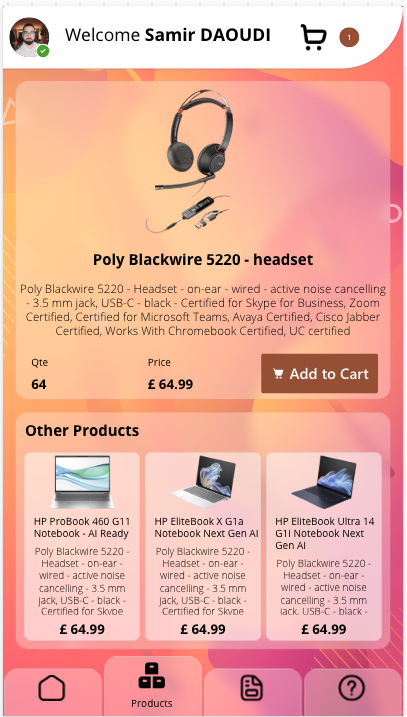 Welcome Samir DAOUDI
1
Poly Blackwire 5220 - headset
Poly Blackwire 5220 - Headset - on-ear - wired - active noise cancelling
- 3.5 mm jack, USB-C - black - Certified for Skype for Business, Zoom
Certified, Certified for Microsoft Teams, Avaya Certified, Cisco Jabber
Certified, Works With Chromebook Certified, UC certified
Qte
64
Price
£ 64.99
Add to Cart
Other Products
HP ProBook 460 G11
Notebook - AI Ready
Poly Blackwire 5220 -
Headset - on-ear -
wired - active noise
cancelling - 3.5 mm
jack, USB-C - black -
Certified for Skype
£ 64.99
HP EliteBook X G1a
Notebook Next Gen AI
Poly Blackwire 5220 -
Headset - on-ear -
wired - active noise
cancelling - 3.5 mm
jack, USB-C - black -
Certified for Skype
£ 64.99
HP EliteBook Ultra 14
G1i Notebook Next
Gen AI
Poly Blackwire 5220 -
Headset - on-ear -
wired - active noise
cancelling - 3.5 mm
jack, USB-C - black -
£ 64.99
Products